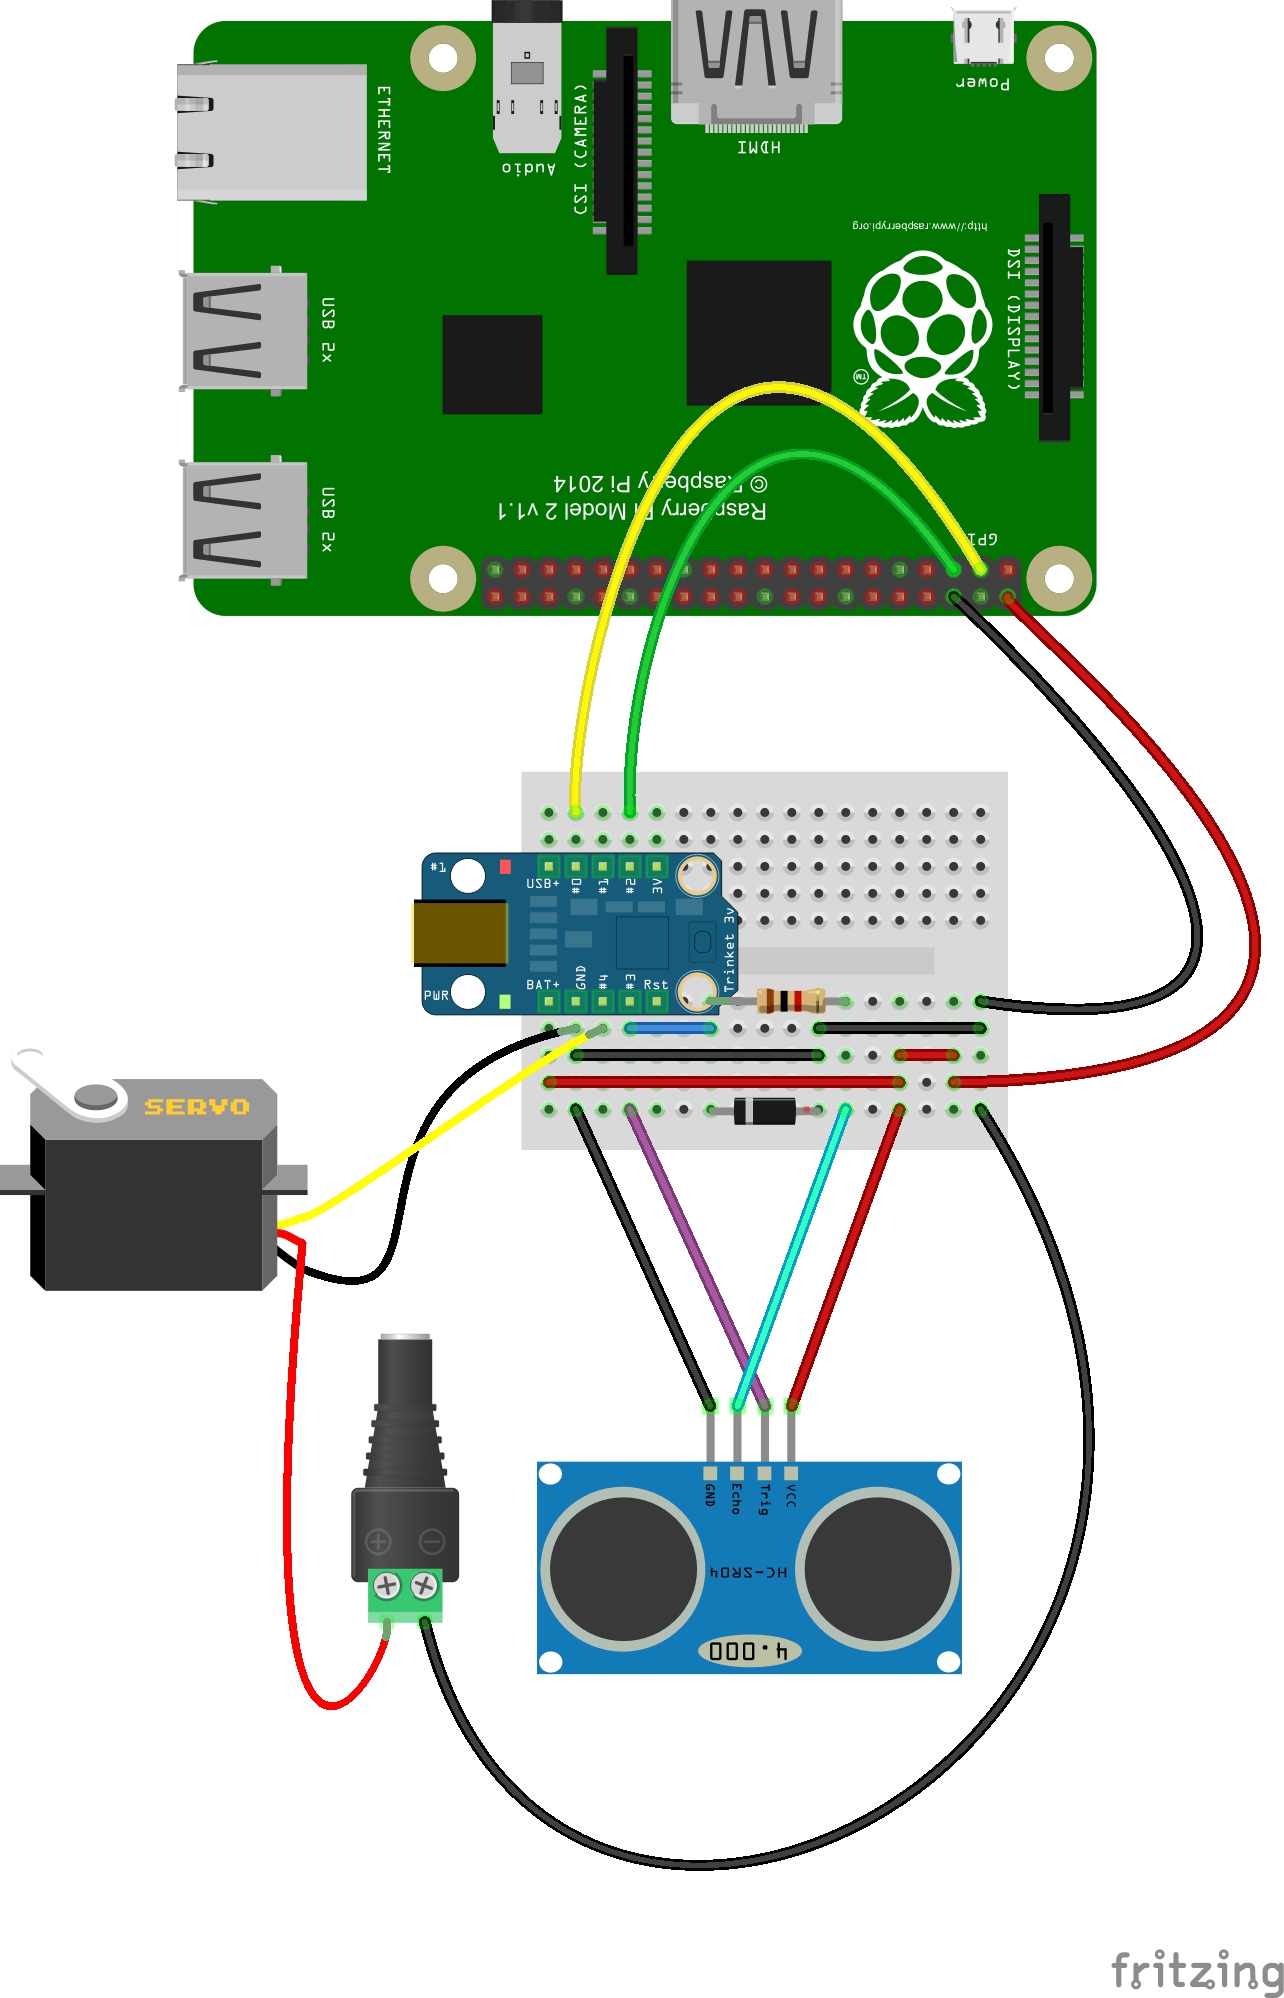 Power
ETHERNET
HDMI
Audio
CSI (CAMERA)
http://www.raspberrypi.org
DSI (DISPLAY)
TM
USB 2x
© Raspberry Pi 2014
Raspberry Pi Model 2 v1.1
USB 2x
#1
USB+
#0
#1
#2
3V
Trinket 3v
PWR
BAT+
GND
#4
#3
Rst
SERVO
+
−
GND
Echo
Trig
VCC
HC-SR04
4.000
fritzing